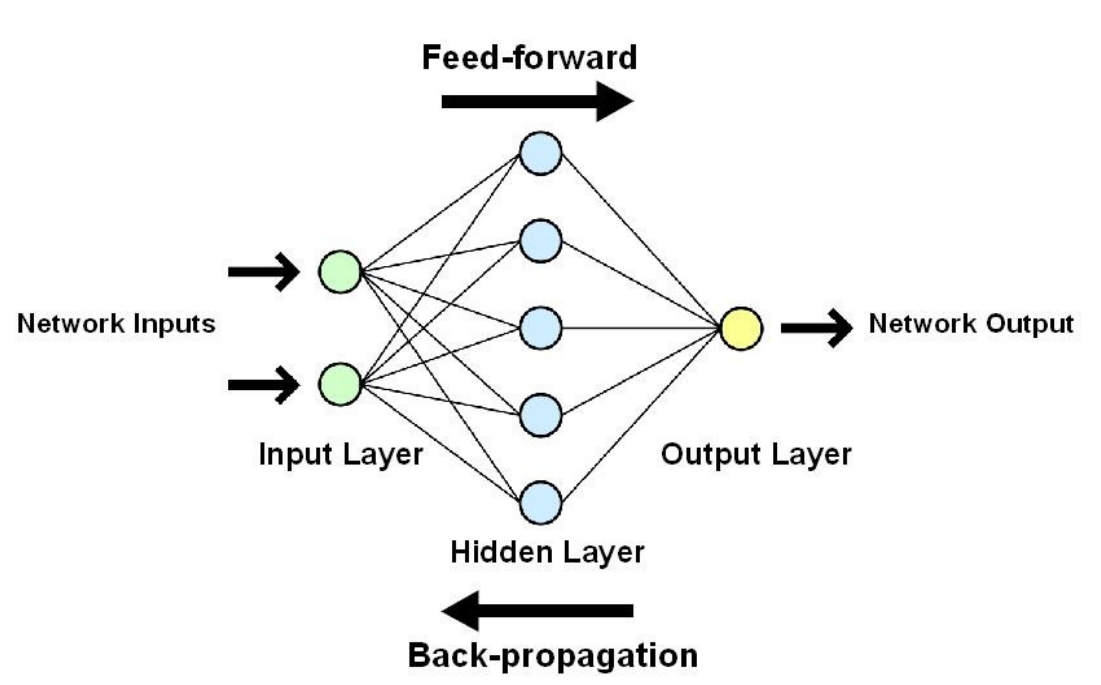 Feed-forward
Network Inputs
Network Output
Input Layer
Output Layer
Hidden Layer
Back-propagation